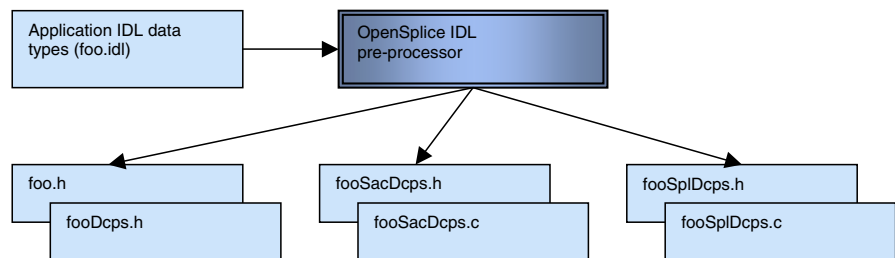 Application IDL data
types (foo.idl)
OpenSplice IDL
pre-processor
foo.h
fooDcps.h
fooSacDcps.h
fooSacDcps.c
fooSplDcps.h
fooSplDcps.c